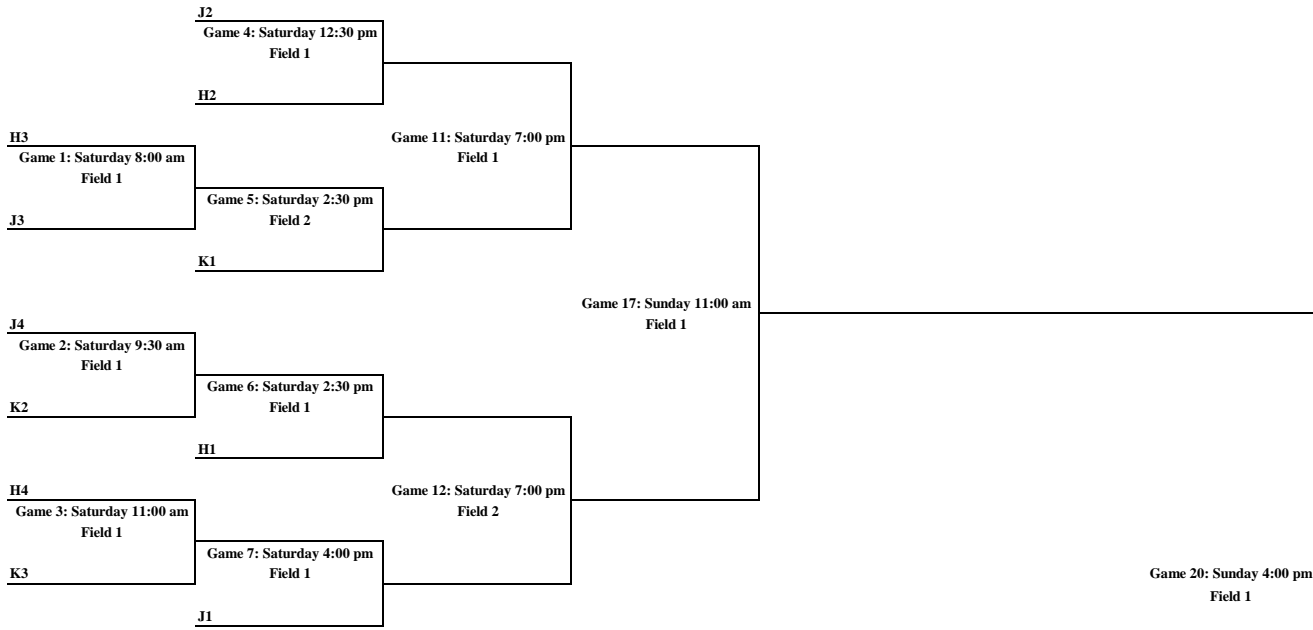 J2
Game 4: Saturday 12:30 pm
Field 1
H2
H3
Game 1: Saturday 8:00 am
Field 1
J3
Game 11: Saturday 7:00 pm
Field 1
Game 5: Saturday 2:30 pm
Field 2
K1
Game 17: Sunday 11:00 am
Field 1
J4
Game 2: Saturday 9:30 am
Field 1
K2
Game 6: Saturday 2:30 pm
Field 1
H1
H4
Game 3: Saturday 11:00 am
Field 1
K3
Game 12: Saturday 7:00 pm
Field 2
Game 7: Saturday 4:00 pm
Field 1
J1
Game 20: Sunday 4:00 pm
Field 1